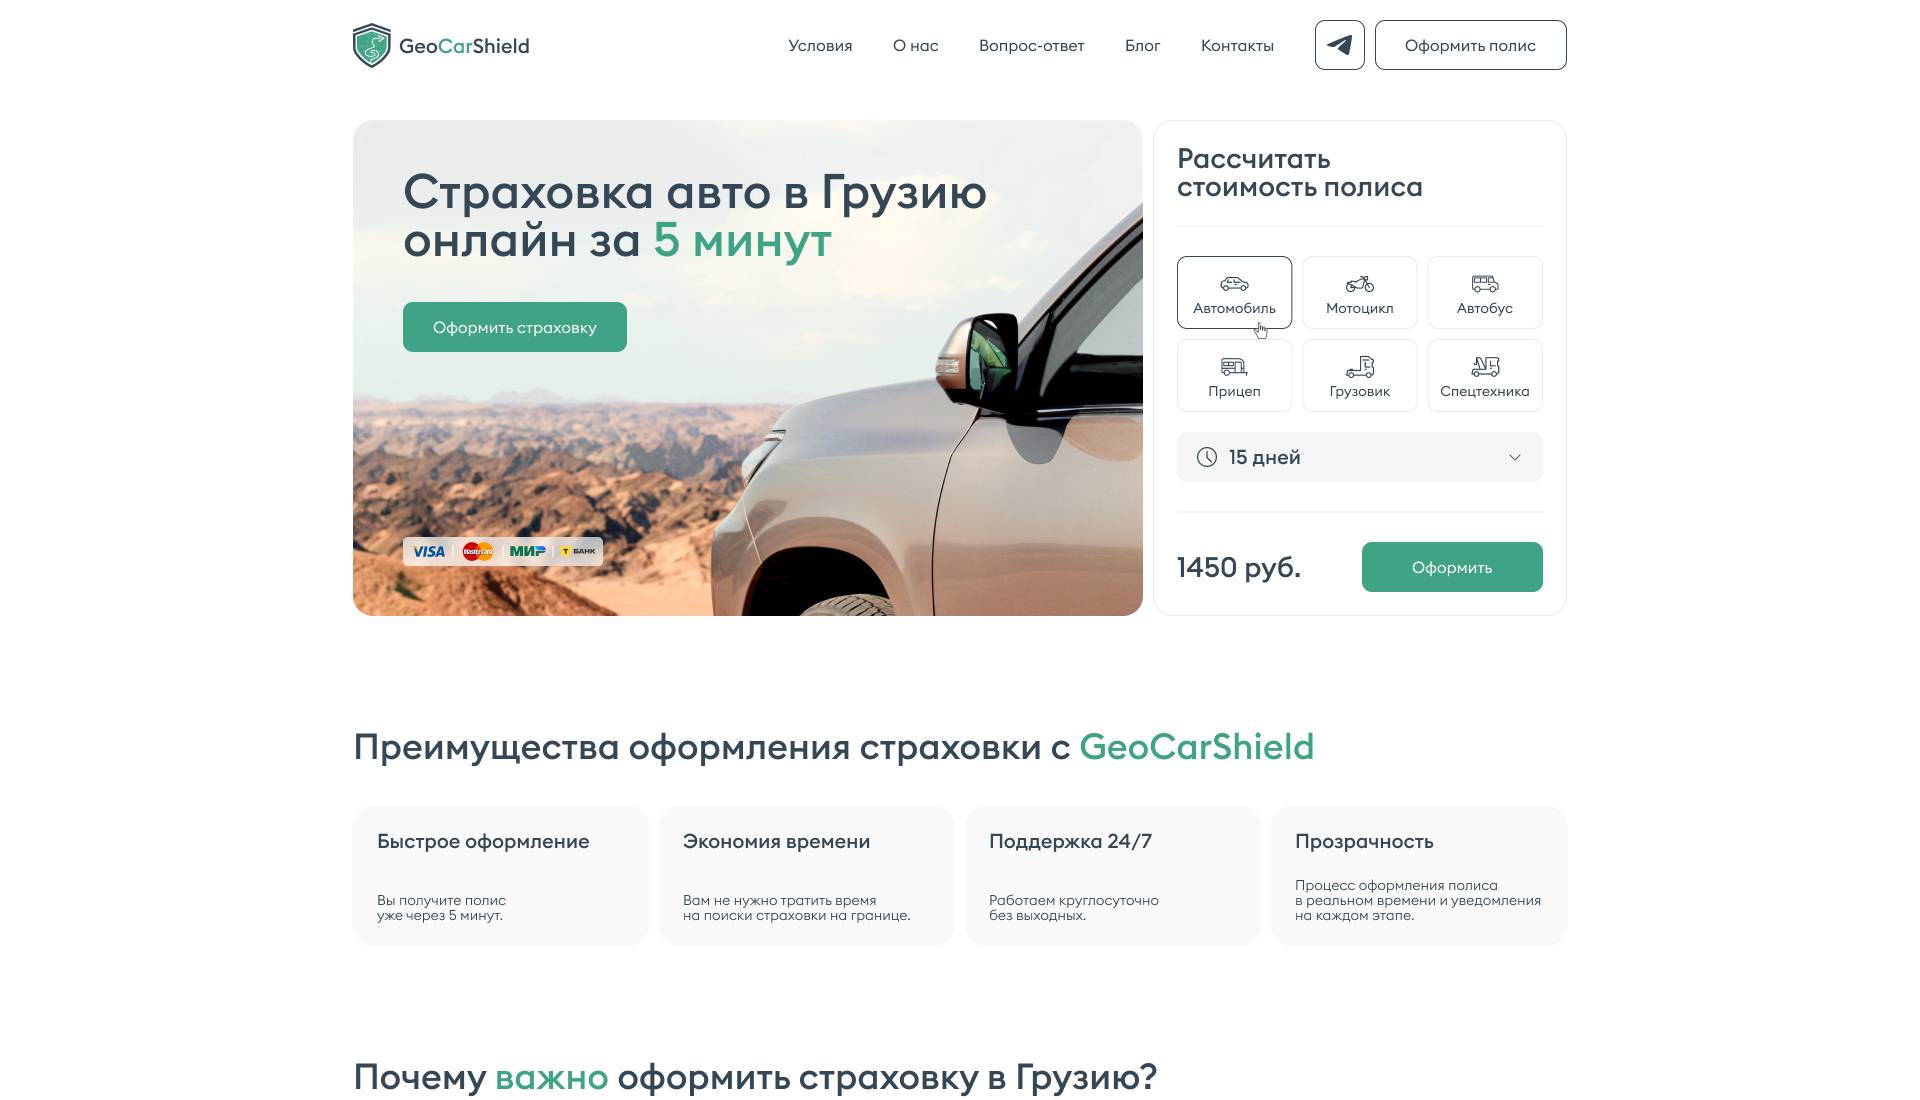 GeoCarShield
Условия
О нас
Вопрос-ответ
Блог
Контакты
Оформить полис
Страховка авто в Грузию
онлайн за 5 минут
Оформить страховку
VISA
MasterCard
МИР
Т БАНК
Рассчитать
стоимость полиса
Автомобиль
Мотоцикл
Автобус
Прицеп
Грузовик
Спецтехника
15 дней
1450 руб.
Оформить
Преимущества оформления страховки с GeoCarShield
Быстрое оформление
Вы получите полис
уже через 5 минут.
Экономия времени
Вам не нужно тратить время
на поиски страховки на границе.
Поддержка 24/7
Работаем круглосуточно
без выходных.
Прозрачность
Процесс оформления полиса
в реальном времени и уведомления
на каждом этапе.
Почему важно оформить страховку в Грузию?